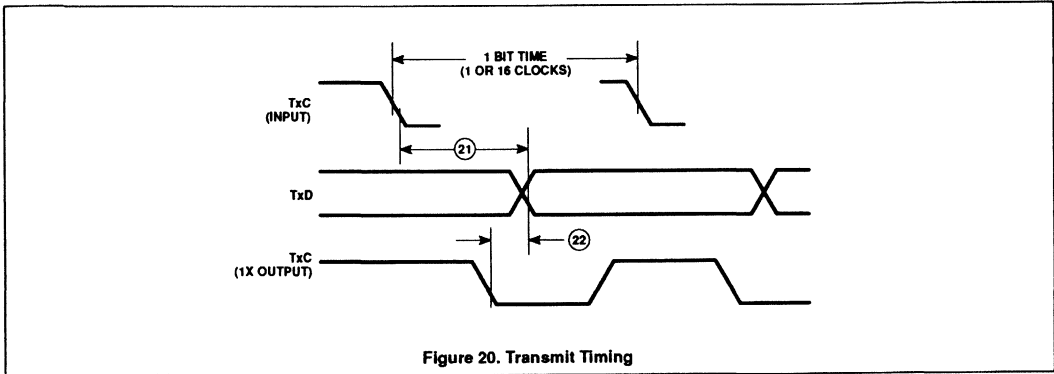 1 BIT TIME
(1 OR 16 CLOCKS)
TxC
(INPUT)
21
TxD
22
TxC
(1X OUTPUT)
Figure 20. Transmit Timing